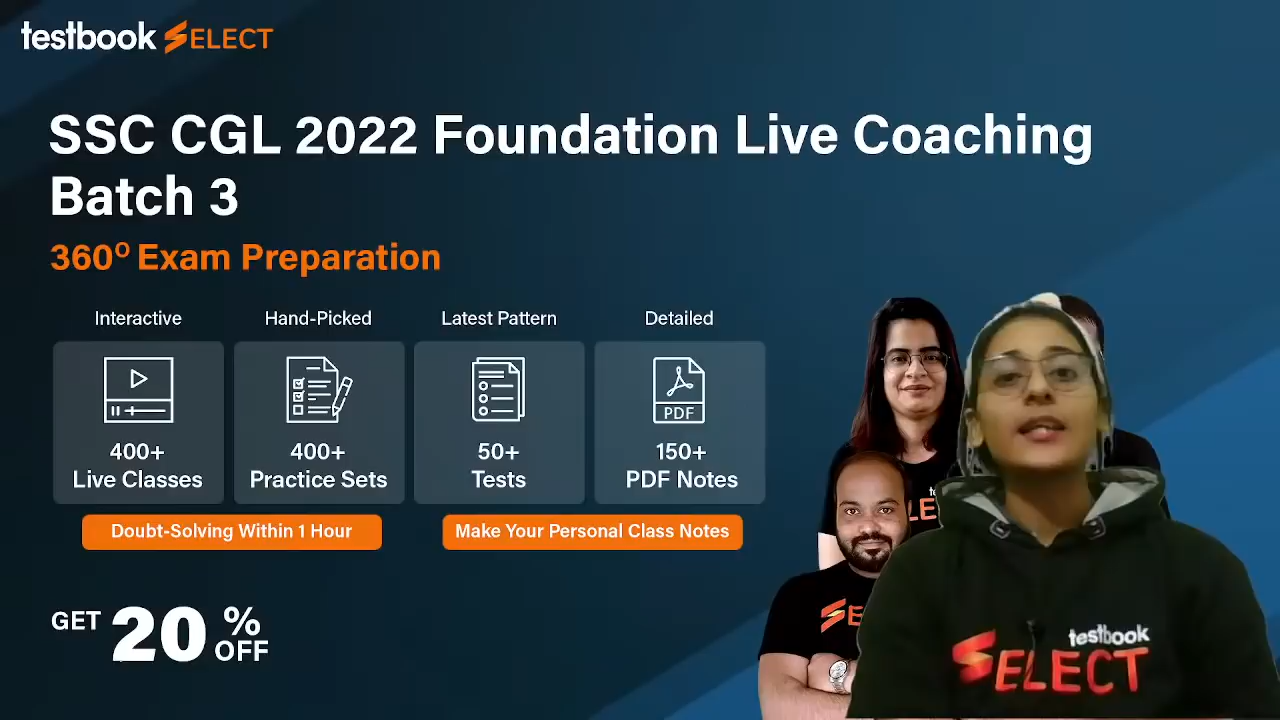 testbook SELECT
SSC CGL 2022 Foundation Live Coaching
Batch 3
360º Exam Preparation
Interactive
Hand-Picked
Latest Pattern
Detailed
PDF
400+
Live Classes
400+
Practice Sets
50+
Tests
150+
PDF Notes
Doubt-Solving Within 1 Hour
Make Your Personal Class Notes
GET 20% OFF
testbook
SELECT